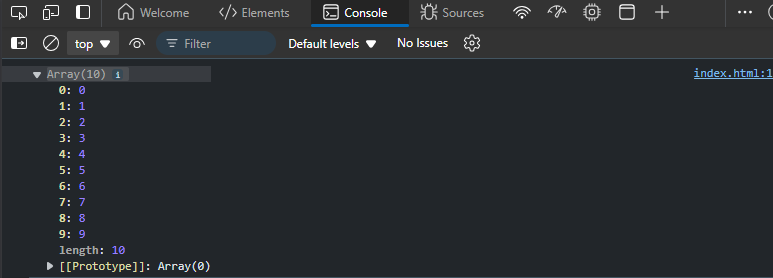 Welcome Elements Console Sources
top Filter Default levels No Issues
Array(10) i index.html:1
0: 0
1: 1
2: 2
3: 3
4: 4
5: 5
6: 6
7: 7
8: 8
9: 9
length: 10
[[Prototype]]: Array(0)